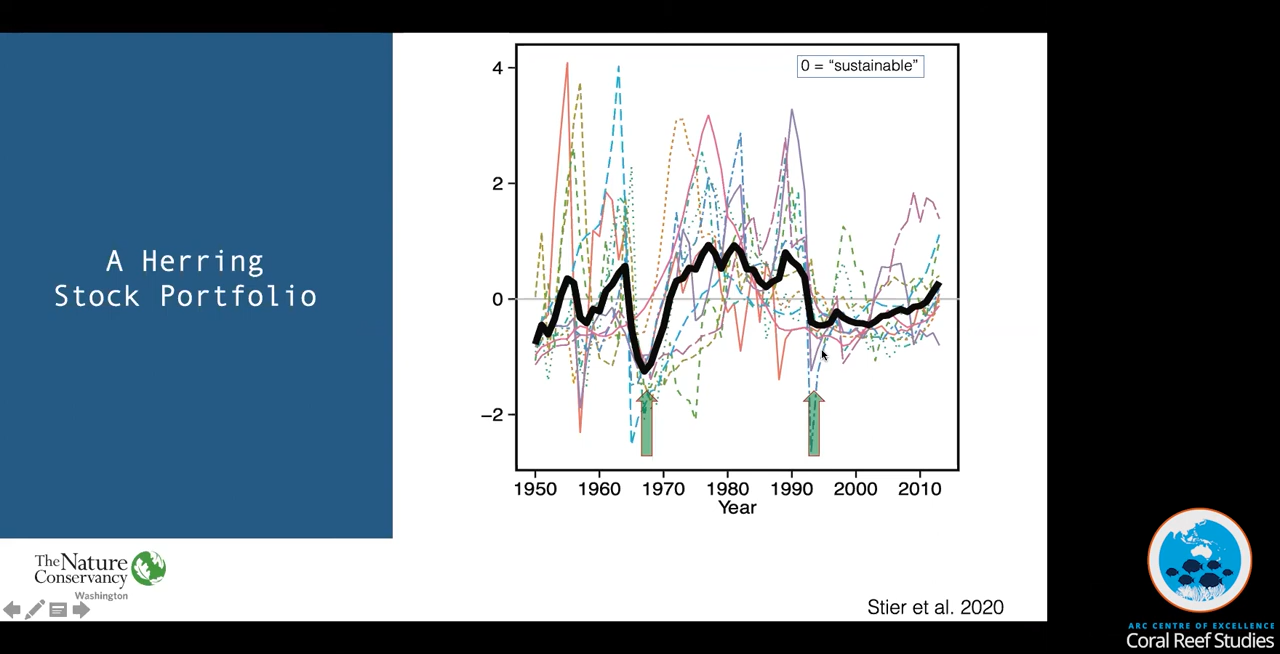 A Herring
Stock Portfolio
0 = “sustainable”
4
2
0
−2
1950 1960 1970 1980 1990 2000 2010
Year
The Nature
Conservancy
Washington
Stier et al. 2020
ARC CENTRE OF EXCELLENCE
Coral Reef Studies